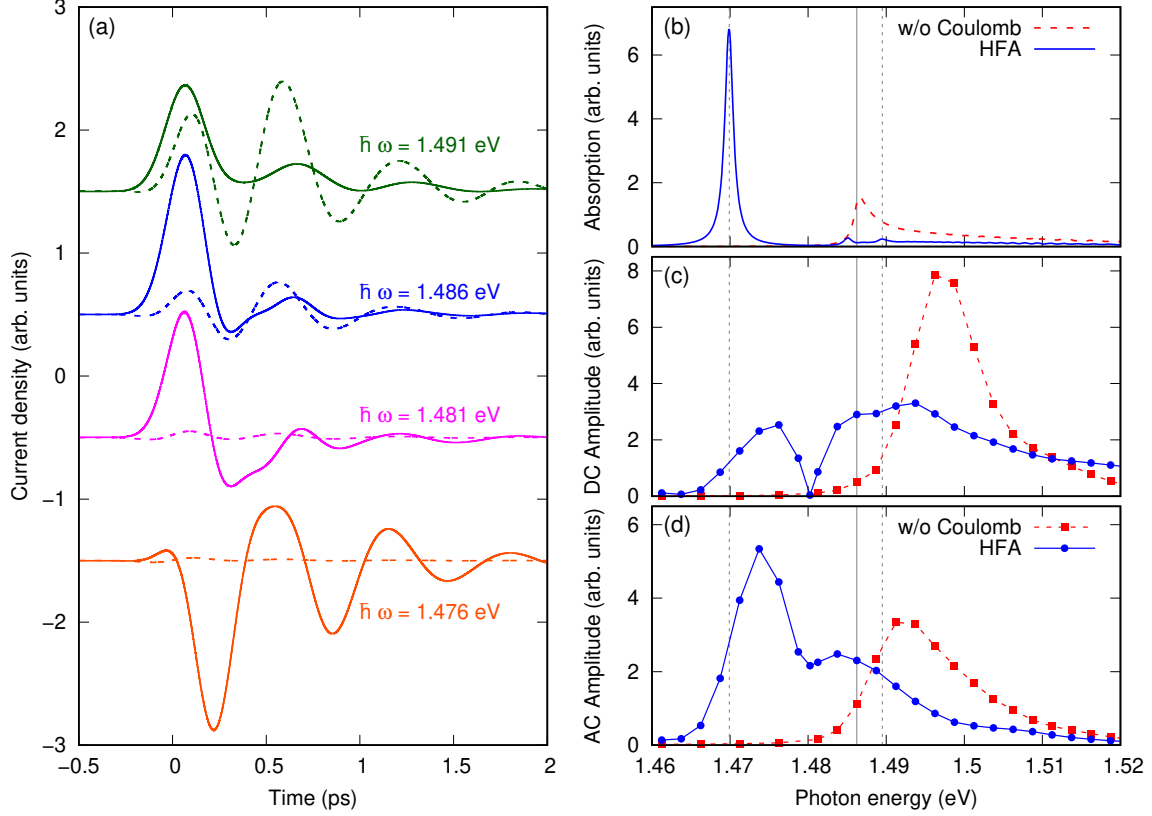 (a)
3
2
1
0
−1
−2
−3
Current density (arb. units)
ħ ω = 1.491 eV
ħ ω = 1.486 eV
ħ ω = 1.481 eV
ħ ω = 1.476 eV
−0.5 0 0.5 1 1.5 2
Time (ps)
(b)
w/o Coulomb
HFA
6
4
2
0
Absorption (arb. units)
(c)
8
6
4
2
0
DC Amplitude (arb. units)
(d)
w/o Coulomb
HFA
6
4
2
0
AC Amplitude (arb. units)
1.46 1.47 1.48 1.49 1.5 1.51 1.52
Photon energy (eV)